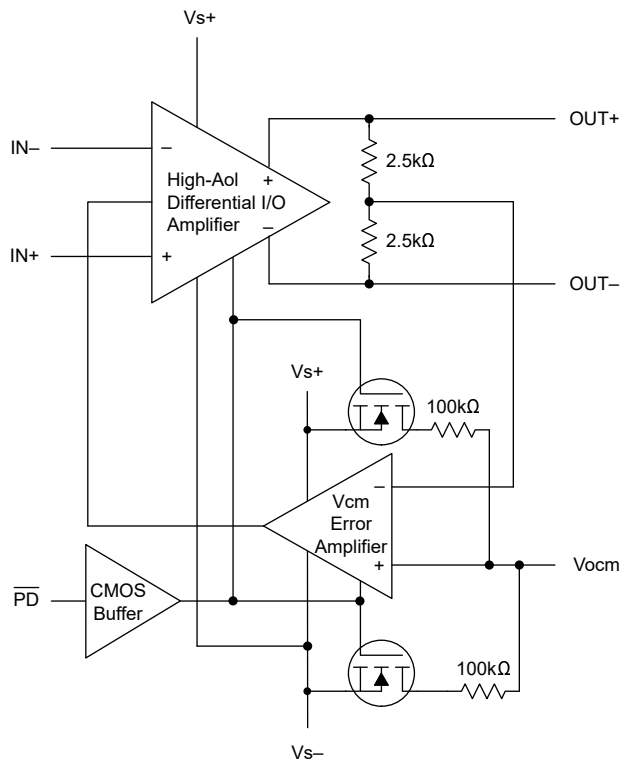 Vs+
OUT+
IN–
–
2.5kΩ
High-Aol
Differential I/O
Amplifier
+
–
2.5kΩ
IN+
+
OUT–
Vs+
100kΩ
–
Vcm
Error
Amplifier
+
Vocm
PD
CMOS
Buffer
100kΩ
Vs–